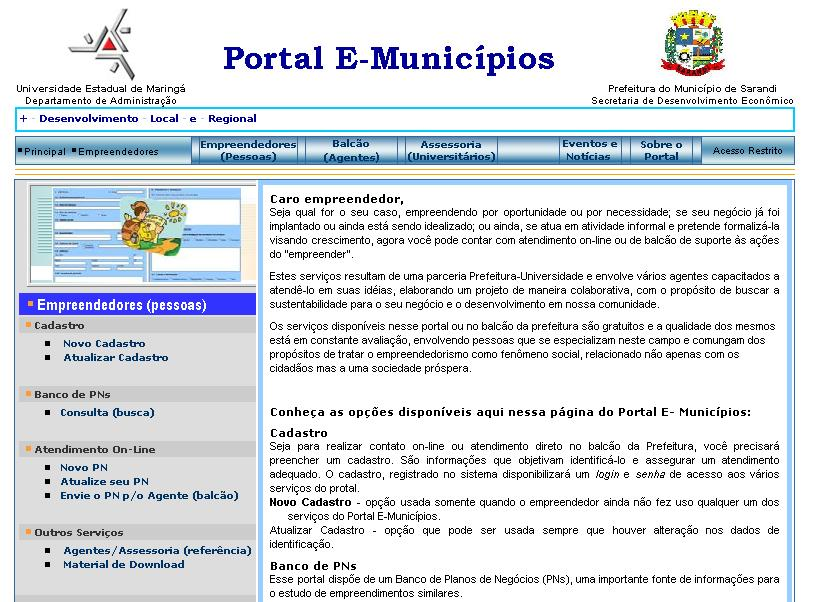 Portal E-Municípios
Universidade Estadual de Maringá
Departamento de Administração
Prefeitura do Município de Sarandi
Secretaria de Desenvolvimento Econômico
+ - Desenvolvimento - Local - e - Regional
Principal Empreendedores
Empreendedores
(Pessoas)
Balcão
(Agentes)
Assessoria
(Universitários)
Eventos e
Notícias
Sobre o
Portal
Acesso Restrito
Empreendedores (pessoas)
Cadastro
Novo Cadastro
Atualizar Cadastro
Banco de PNs
Consulta (busca)
Atendimento On-Line
Novo PN
Atualize seu PN
Envie o PN p/o Agente (balcão)
Outros Serviços
Agentes/Assessoria (referência)
Material de Download
Caro empreendedor,
Seja qual for o seu caso, empreendendo por oportunidade ou por necessidade; se seu negócio já foi
implantado ou ainda está sendo idealizado; ou ainda, se atua em atividade informal e pretende formalizá-la
visando crescimento, agora você pode contar com atendimento on-line ou de balcão de suporte às ações
do "empreender".
Estes serviços resultam de uma parceria Prefeitura-Universidade e envolve vários agentes capacitados a
atendê-lo em suas idéias, elaborando um projeto de maneira colaborativa, com o propósito de buscar a
sustentabilidade para o seu negócio e o desenvolvimento em nossa comunidade.
Os serviços disponíveis nesse portal ou no balcão da prefeitura são gratuitos e a qualidade dos mesmos
está em constante avaliação, envolvendo pessoas que se especializam neste campo e comungam dos
propósitos de tratar o empreendedorismo como fenômeno social, relacionado não apenas com os
cidadãos mas a uma sociedade próspera.
Conheça as opções disponíveis aqui nessa página do Portal E- Municípios:
Cadastro
Seja para realizar contato on-line ou atendimento direto no balcão da Prefeitura, você precisará
preencher um cadastro. São informações que objetivam identificá-lo e assegurar um atendimento
adequado. O cadastro, registrado no sistema disponibilizará um login e senha de acesso aos vários
serviços do protal.
Novo Cadastro - opção usada somente quando o empreendedor ainda não fez uso qualquer um dos
serviços do Portal E-Municípios.
Atualizar Cadastro - opção que pode ser usada sempre que houver alteração nos dados de
identificação.
Banco de PNs
Esse portal dispõe de um Banco de Planos de Negócios (PNs), uma importante fonte de informações para
o estudo de empreendimentos similares.